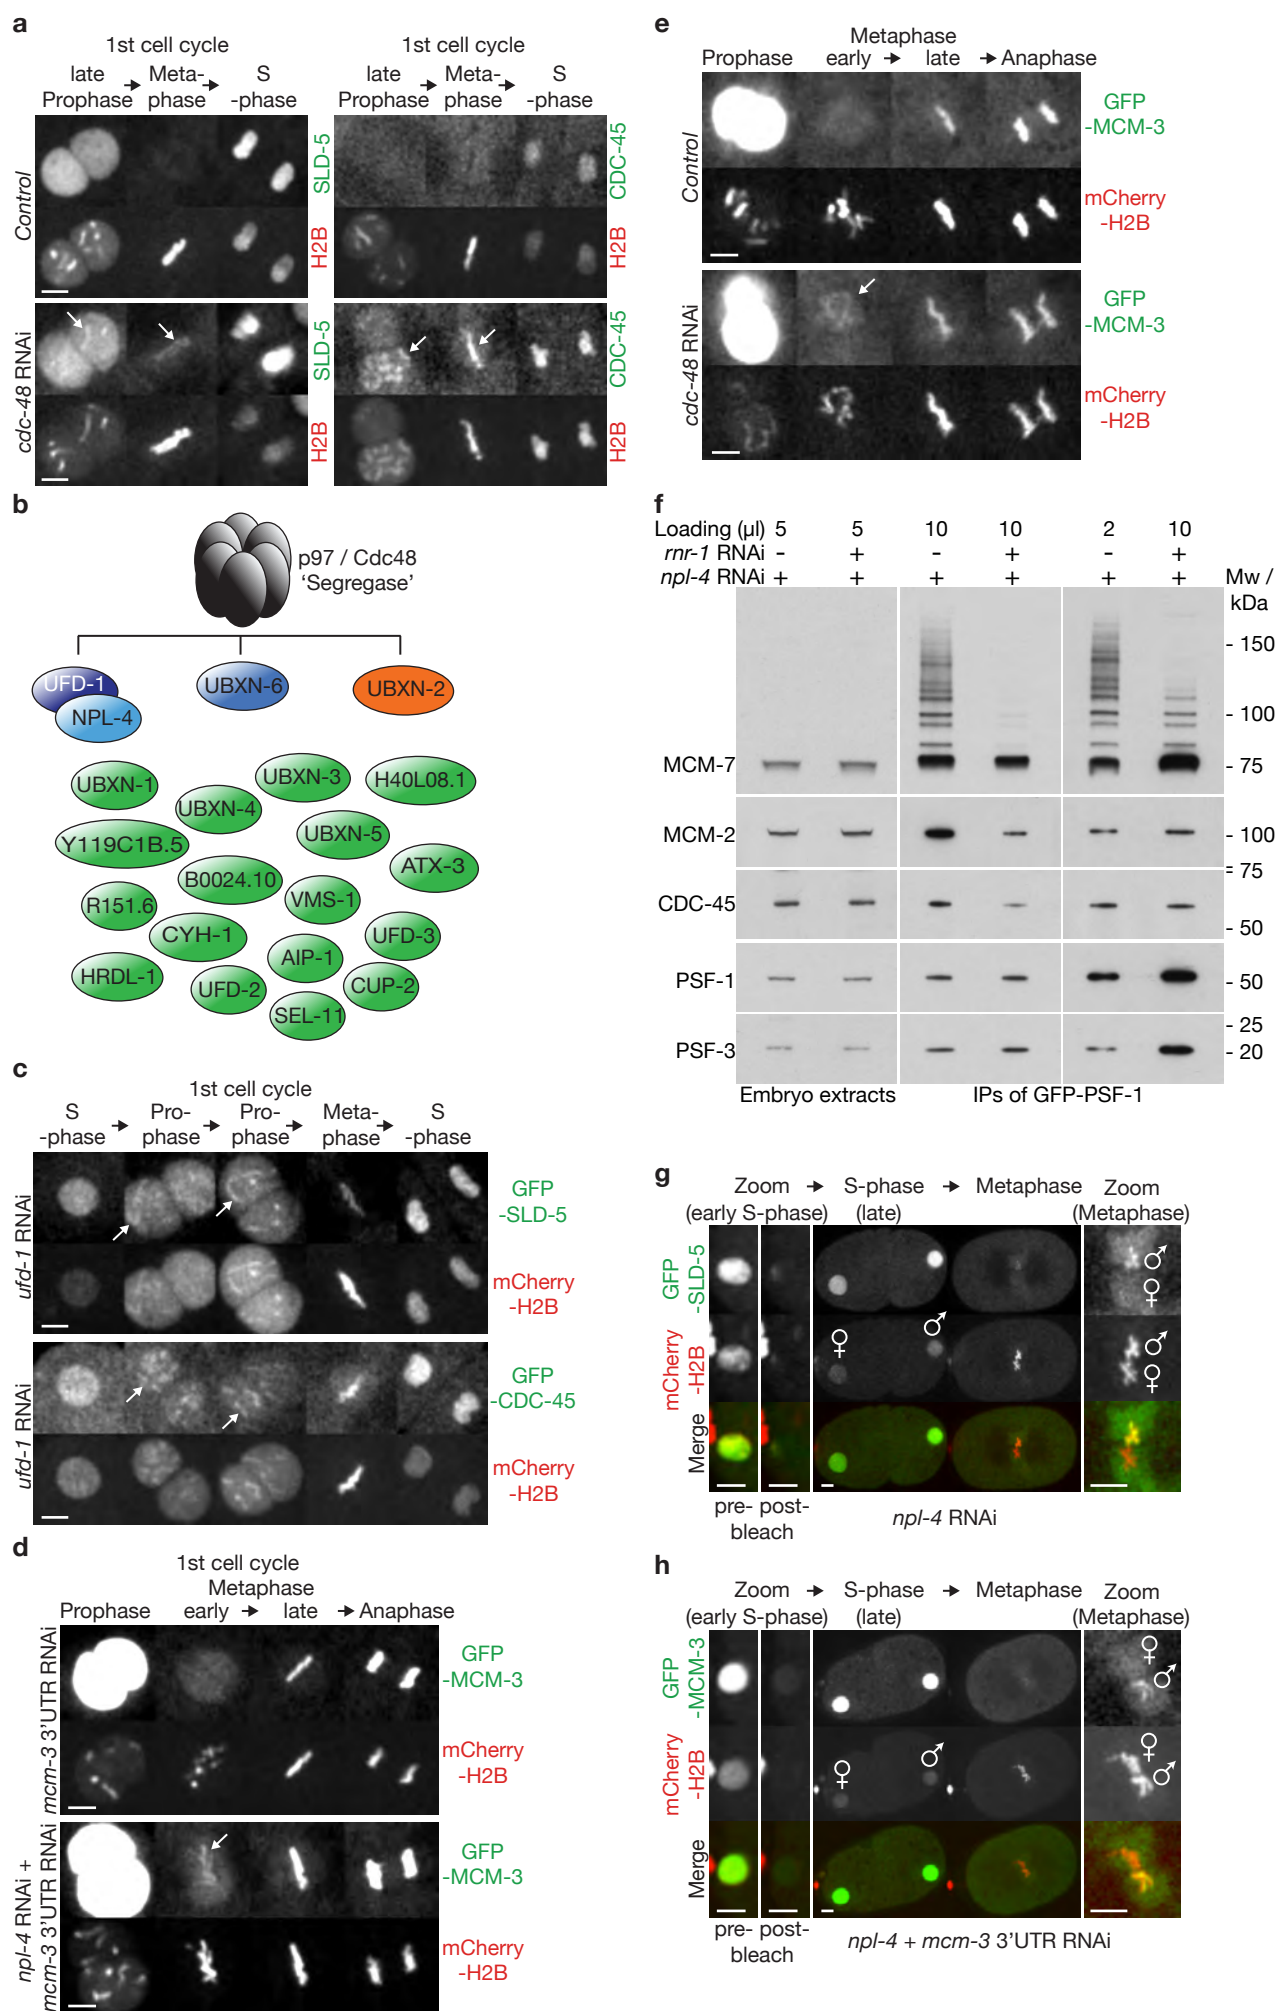 a
1st cell cycle
late Prophase → Meta-phase → S-phase
Control
SLD-5
H2B
cdc-48 RNAi
SLD-5
H2B
1st cell cycle
late Prophase → Meta-phase → S-phase
CDC-45
H2B
CDC-45
H2B
b
p97 / Cdc48
'Segregase'
UFD-1
NPL-4
UBXN-6
UBXN-2
UBXN-1
UBXN-3
H40L08.1
UBXN-4
UBXN-5
Y119C1B.5
ATX-3
B0024.10
VMS-1
R151.6
CYH-1
UFD-3
AIP-1
HRDL-1
UFD-2
CUP-2
SEL-11
c
1st cell cycle
S-phase → Pro-phase → Pro-phase → Meta-phase → S-phase
ufd-1 RNAi
GFP
-SLD-5
mCherry
-H2B
ufd-1 RNAi
GFP
-CDC-45
mCherry
-H2B
d
1st cell cycle
Metaphase
Prophase early → late → Anaphase
mcm-3 3'UTR RNAi
GFP
-MCM-3
mCherry
-H2B
npl-4 RNAi +
mcm-3 3'UTR RNAi
GFP
-MCM-3
mCherry
-H2B
e
Metaphase
Prophase early → late → Anaphase
Control
GFP
-MCM-3
mCherry
-H2B
cdc-48 RNAi
GFP
-MCM-3
mCherry
-H2B
f
Loading (µl) 5 5 10 10 2 10
rnr-1 RNAi - + - + - +
npl-4 RNAi + + + + + +
Mw /
kDa
- 150
- 100
MCM-7
- 75
MCM-2
- 100
- 75
CDC-45
- 50
PSF-1
- 50
- 25
PSF-3
- 20
Embryo extracts
IPs of GFP-PSF-1
g
Zoom → S-phase → Metaphase Zoom
(early S-phase) (late) (Metaphase)
GFP
-SLD-5
♂
♀
mCherry
-H2B
♀
♂
♂
♀
Merge
pre- post-
bleach
npl-4 RNAi
h
Zoom → S-phase → Metaphase Zoom
(early S-phase) (late) (Metaphase)
GFP
-MCM-3
♀
♂
mCherry
-H2B
♀
♂
♀
♂
Merge
pre- post-
bleach
npl-4 + mcm-3 3'UTR RNAi